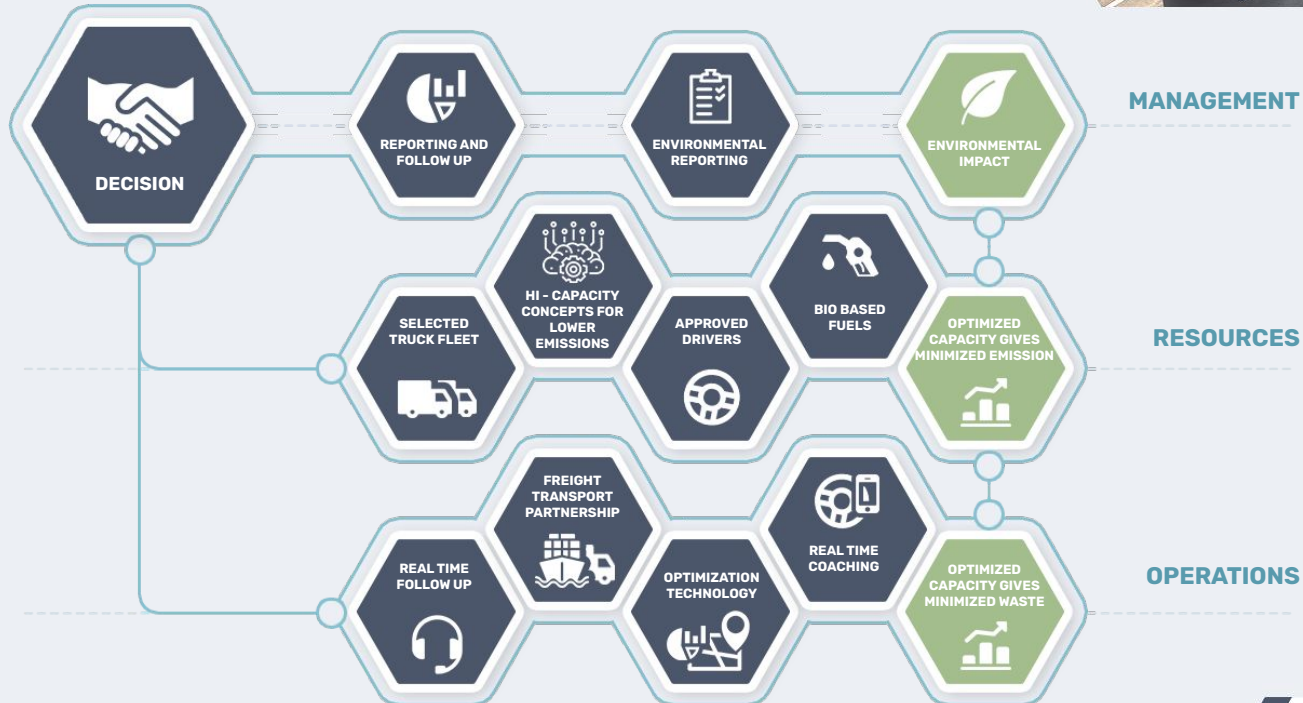 DECISION
REPORTING AND
FOLLOW UP
ENVIRONMENTAL
REPORTING
ENVIRONMENTAL
IMPACT
MANAGEMENT
SELECTED
TRUCK FLEET
HI - CAPACITY
CONCEPTS FOR
LOWER
EMISSIONS
APPROVED
DRIVERS
BIO BASED
FUELS
OPTIMIZED
CAPACITY GIVES
MINIMIZED EMISSION
RESOURCES
REAL TIME
FOLLOW UP
FREIGHT
TRANSPORT
PARTNERSHIP
OPTIMIZATION
TECHNOLOGY
REAL TIME
COACHING
OPTIMIZED
CAPACITY GIVES
MINIMIZED WASTE
OPERATIONS